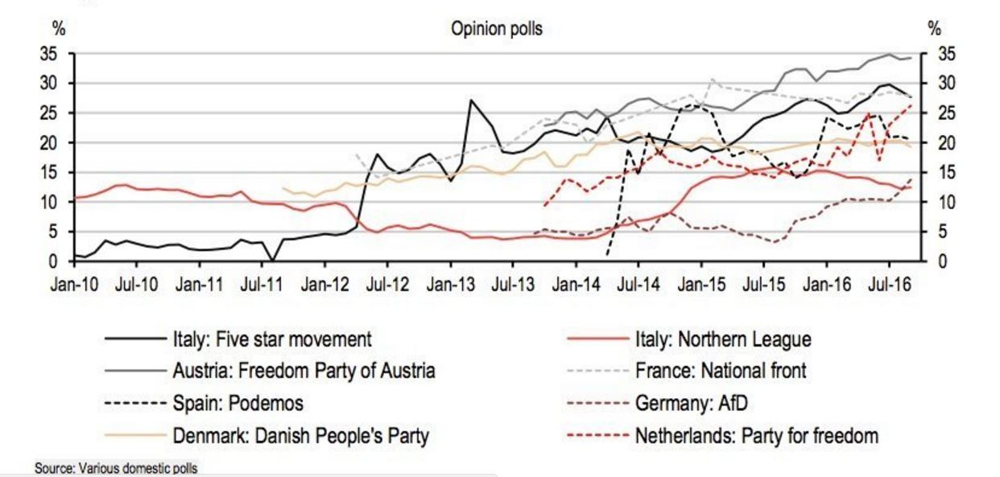 % Opinion polls %
35 35
30 30
25 25
20 20
15 15
10 10
5 5
0 0
Jan-10 Jul-10 Jan-11 Jul-11 Jan-12 Jul-12 Jan-13 Jul-13 Jan-14 Jul-14 Jan-15 Jul-15 Jan-16 Jul-16
Italy: Five star movement Italy: Northern League
Austria: Freedom Party of Austria France: National front
Spain: Podemos Germany: AfD
Denmark: Danish People's Party Netherlands: Party for freedom
Source: Various domestic polls